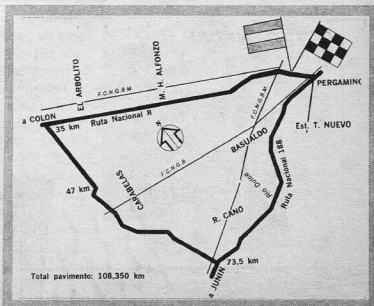 EL ARBOLITO
M. H. ALFONZO
F.C.N.G.B.M.
a COLON
35 km
Ruta Nacional 8
N
PERGAMINO
Est. T. NUEVO
F.C.N.G.B.M.
BASUALDO
F.C.N.G.B.
Ruta Nacional 188
Rio Dulce
47 km
CARABELAS
R. CANO
73,5 km
a JUNIN
Total pavimento: 108,350 km